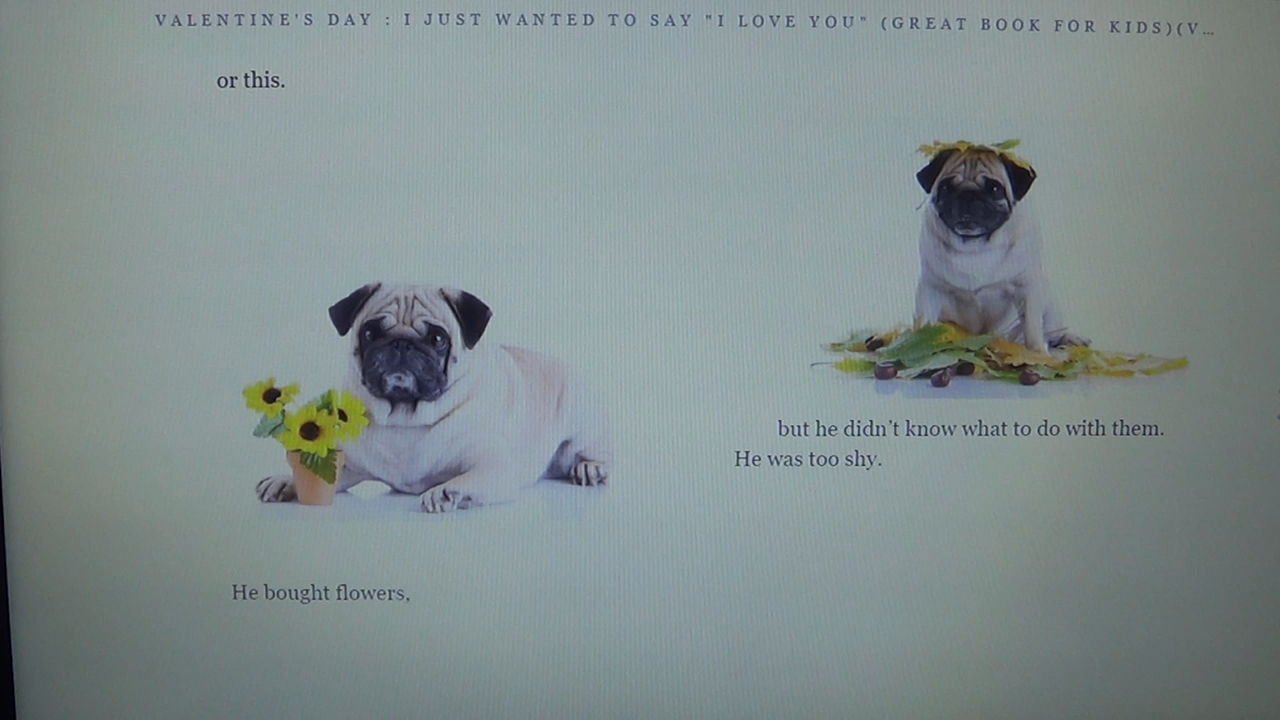 VALENTINE'S DAY : I JUST WANTED TO SAY "I LOVE YOU" (GREAT BOOK FOR KIDS)(V...
or this.
He bought flowers,
but he didn't know what to do with them.
He was too shy.